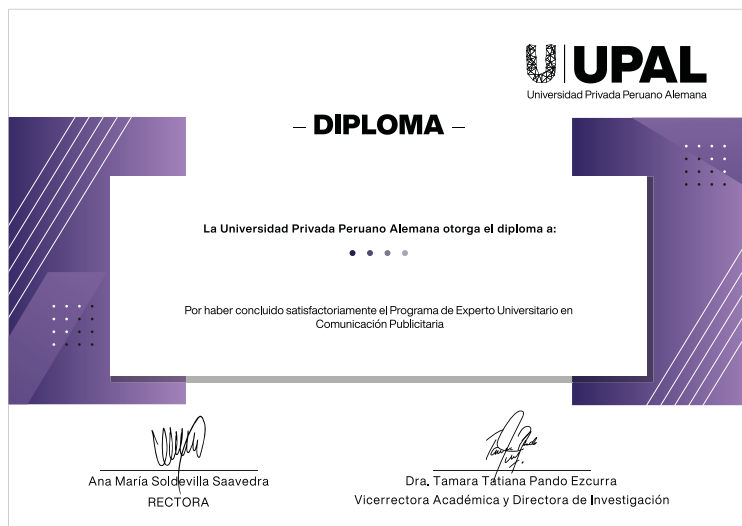 UPAL
Universidad Privada Peruano Alemana
– DIPLOMA –
La Universidad Privada Peruano Alemana otorga el diploma a:
Por haber concluido satisfactoriamente el Programa de Experto Universitario en
Comunicación Publicitaria
Ana María Soldevilla Saavedra
RECTORA
Dra. Tamara Tatiana Pando Ezcurra
Vicerrectora Académica y Directora de Investigación